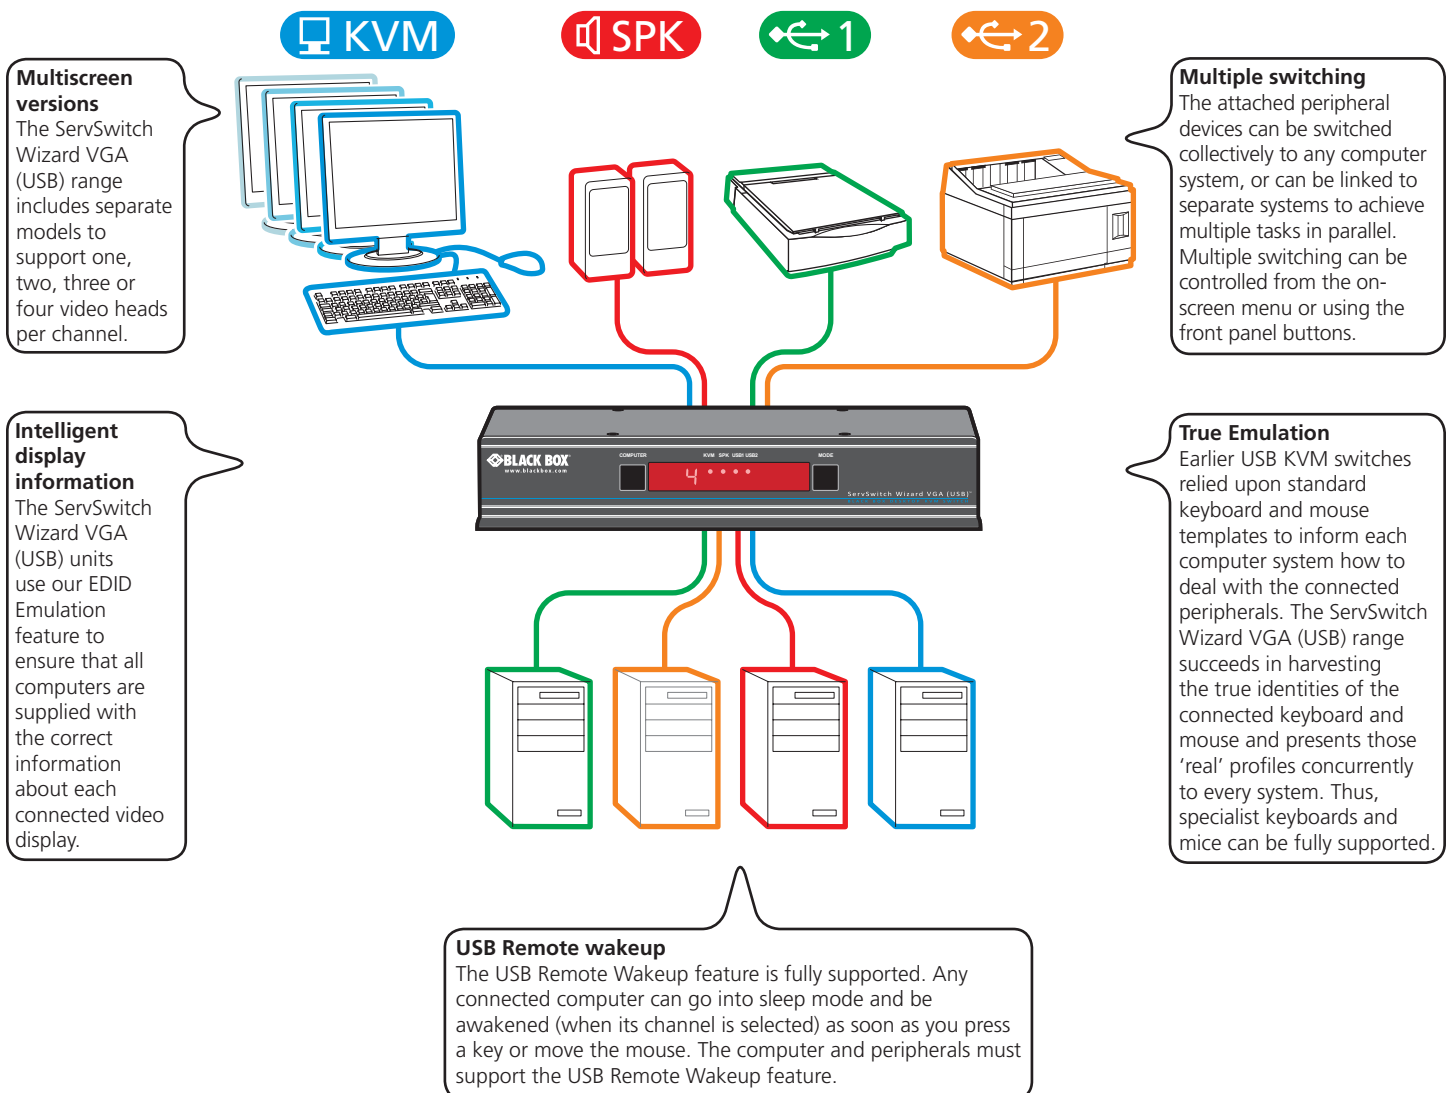 KVM
SPK
1
2
Multiscreen
versions
The ServSwitch
Wizard VGA
(USB) range
includes separate
models to
support one,
two, three or
four video heads
per channel.
Multiple switching
The attached peripheral
devices can be switched
collectively to any computer
system, or can be linked to
separate systems to achieve
multiple tasks in parallel.
Multiple switching can be
controlled from the on-
screen menu or using the
front panel buttons.
Intelligent
display
information
The ServSwitch
Wizard VGA
(USB) units
use our EDID
Emulation
feature to
ensure that all
computers are
supplied with
the correct
information
about each
connected video
display.
BLACK BOX
www.blackbox.com
COMPUTER
KVM SPK USB1 USB2
MODE
4
ServSwitch Wizard VGA (USB)
True Emulation
Earlier USB KVM switches
relied upon standard
keyboard and mouse
templates to inform each
computer system how to
deal with the connected
peripherals. The ServSwitch
Wizard VGA (USB) range
succeeds in harvesting
the true identities of the
connected keyboard and
mouse and presents those
‘real’ profiles concurrently
to every system. Thus,
specialist keyboards and
mice can be fully supported.
USB Remote wakeup
The USB Remote Wakeup feature is fully supported. Any
connected computer can go into sleep mode and be
awakened (when its channel is selected) as soon as you press
a key or move the mouse. The computer and peripherals must
support the USB Remote Wakeup feature.